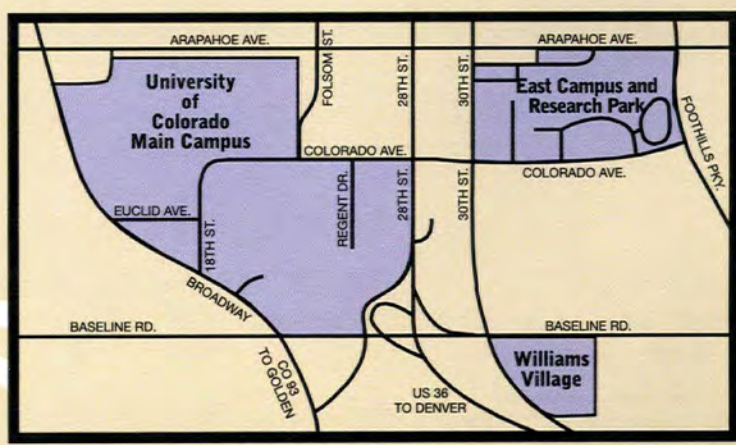 ARAPAHOE AVE.
FOLSOM ST.
28TH ST.
30TH ST.
ARAPAHOE AVE.
University
of
Colorado
Main Campus
East Campus and
Research Park
FOOTHILLS PKY.
COLORADO AVE.
COLORADO AVE.
EUCLID AVE.
18TH ST.
REGENT DR.
28TH ST.
30TH ST.
BROADWAY
BASELINE RD.
BASELINE RD.
CO 93
TO GOLDEN
US 36
TO DENVER
Williams
Village